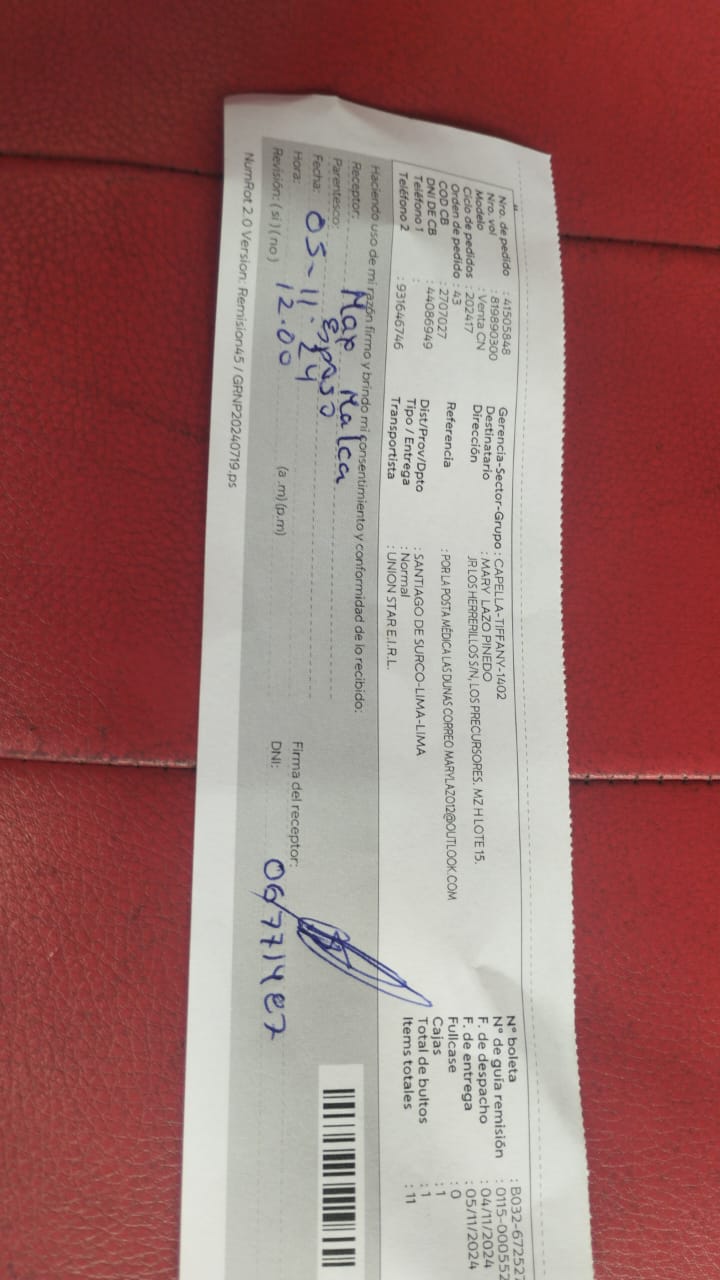 Nro. de pedido : 41505848
Nro. vol : 819890300
Modelo : Venta CN
Ciclo de pedidos : 202417
Orden de pedido : 43
COD CB : 2707027
DNI DE CB : 44086949
Teléfono 1 :
Teléfono 2 : 931646746
Gerencia-Sector-Grupo : CAPELLA-TIFFANY-1402
Destinatario : MARY LAZO PINEDO
Dirección JR LOS HERRERILLOS S/N, LOS PRECURSORES. MZ H LOTE 15.
Referencia : POR LA POSTA MÉDICA LAS DUNAS CORREO MARYLAZO12@OUTLOOK.COM
Dist/Prov/Dpto : SANTIAGO DE SURCO-LIMA-LIMA
Tipo / Entrega : Normal
Transportista : UNION STAR E.I.R.L.
N° boleta : B032-67252
N° de guía remisión : 0115-000552
F. de despacho : 04/11/2024
F. de entrega : 05/11/2024
Fullcase : 0
Cajas : 1
Total de bultos : 1
Items totales : 11
Haciendo uso de mi razón firmo y brindo mi consentimiento y conformidad de lo recibido:
Receptor: Malca
Parentesco: Esposo
Fecha: 05-11-24
Hora: 12.00 (a .m) (p.m)
Revisión: ( si ) ( no )
Firma del receptor:
DNI:
NumRot 2.0 Version: Remision45 / GRNP20240719.ps